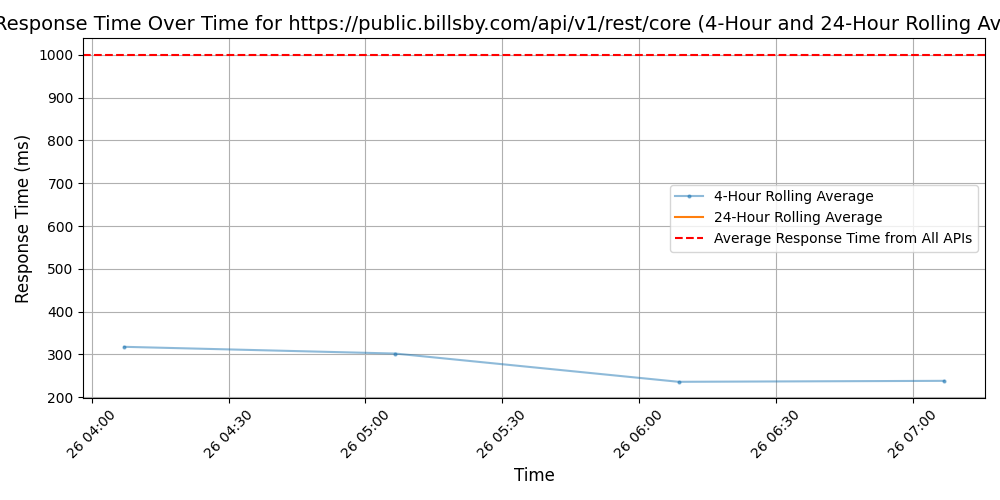 Response Time Over Time for https://public.billsby.com/api/v1/rest/core (4-Hour and 24-Hour Rolling Av
Response Time (ms)
1000
900
800
700
600
500
400
300
200
4-Hour Rolling Average
24-Hour Rolling Average
Average Response Time from All APIs
26 04:00
26 04:30
26 05:00
26 05:30
26 06:00
26 06:30
26 07:00
Time